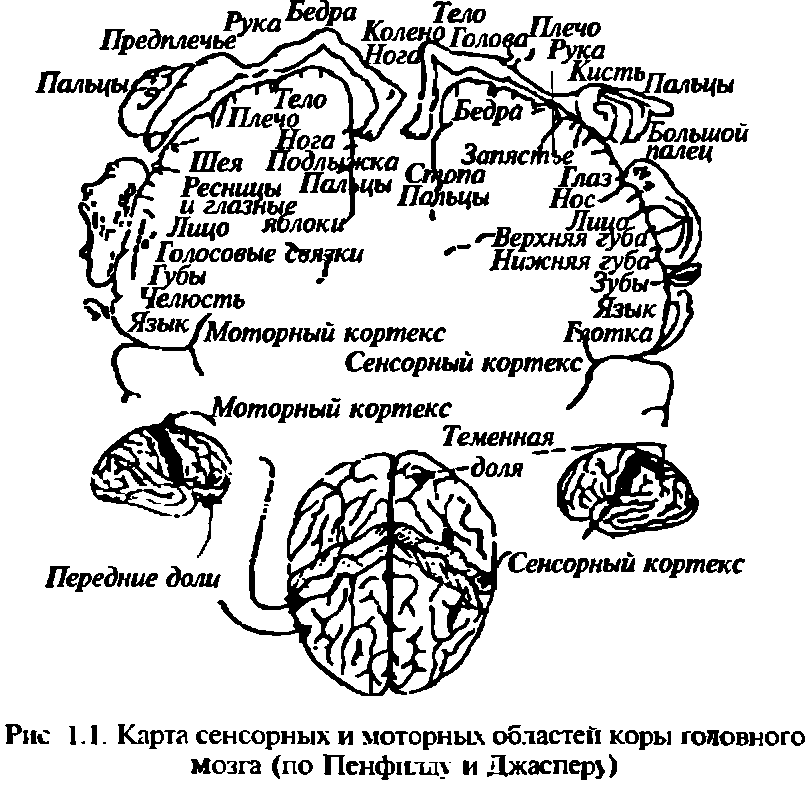 Бедра
Рука
Предплечье
Пальцы
Колено
Нога
Тело
Плечо
Нога
Шея
Подлыжка
Ресницы
и глазные
яблоки
Пальцы
Лицо
Голосовые связки
Губы
Челюсть
Язык
Моторный кортекс
Тело
Голова
Плечо
Рука
Кисть
Пальцы
Большой
палец
Бедра
Запястье
Стопа
Пальцы
Глаз
Нос
Лицо
Верхняя губа
Нижняя губа
Зубы
Язык
Глотка
Сенсорный кортекс
Моторный кортекс
Теменная
доля
Передние доли
Сенсорный кортекс
Рис 1.1. Карта сенсорных и моторных областей коры головного
мозга (по Пенфилду и Джасперу)